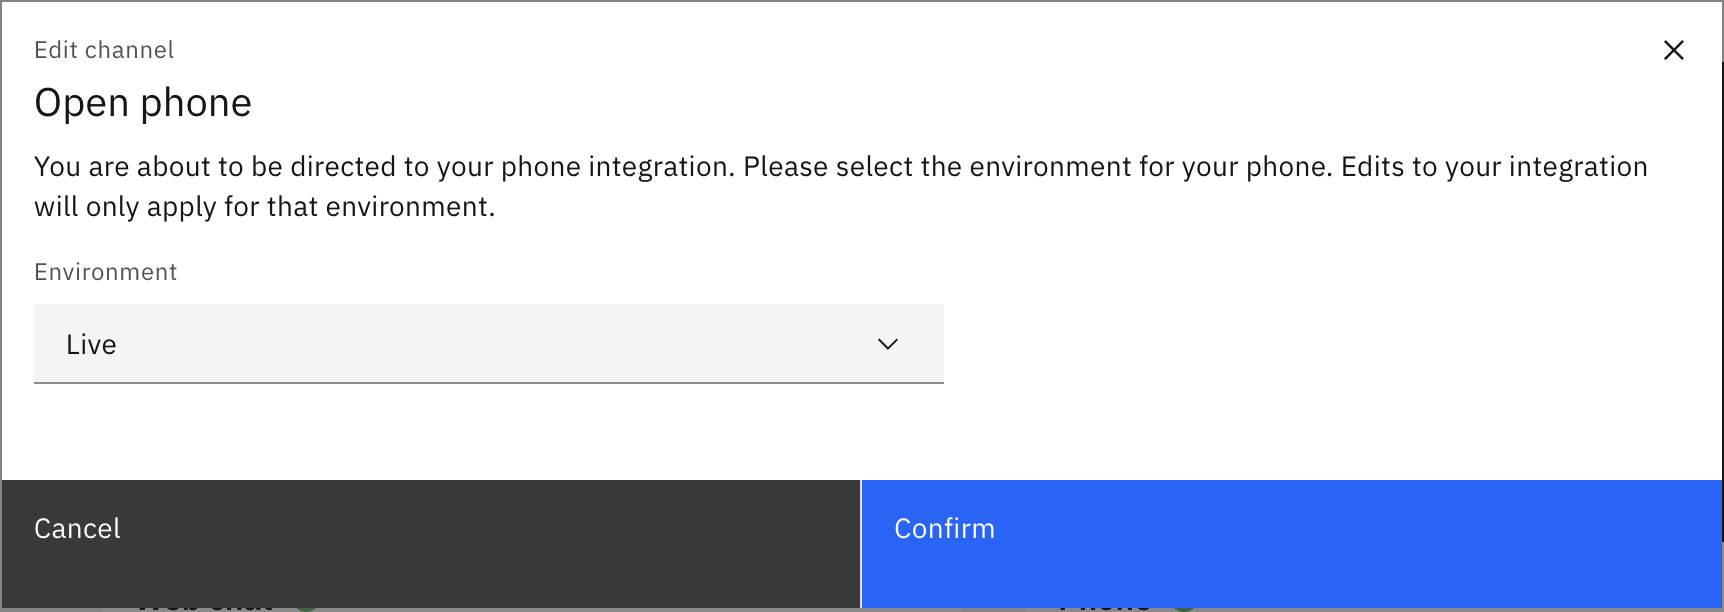 Edit channel
Open phone
You are about to be directed to your phone integration. Please select the environment for your phone. Edits to your integration
will only apply for that environment.
Environment
Live
Cancel
Confirm